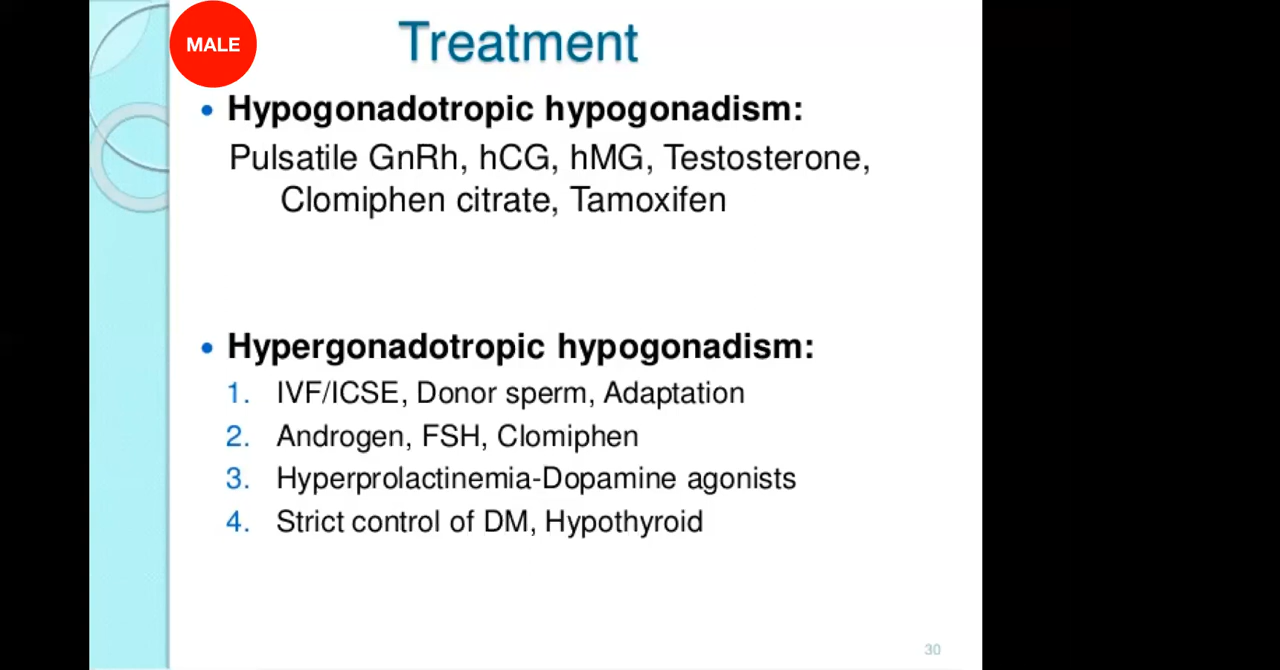 MALE
Treatment
• Hypogonadotropic hypogonadism:
Pulsatile GnRh, hCG, hMG, Testosterone,
Clomiphen citrate, Tamoxifen
• Hypergonadotropic hypogonadism:
1. IVF/ICSE, Donor sperm, Adaptation
2. Androgen, FSH, Clomiphen
3. Hyperprolactinemia-Dopamine agonists
4. Strict control of DM, Hypothyroid
30